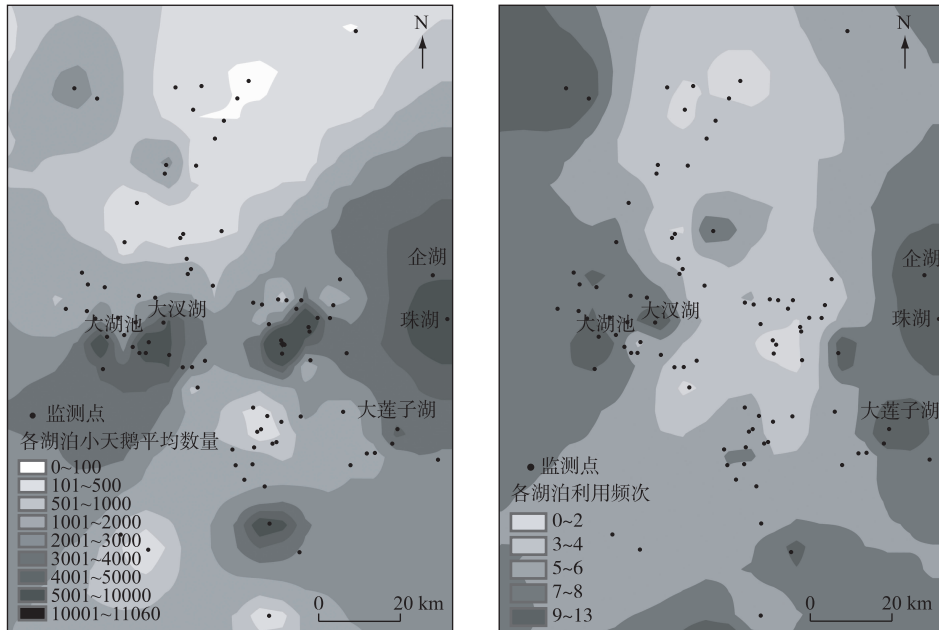 N
企湖
珠湖
大汊湖
大湖池
大莲子湖
监测点
各湖泊小天鹅平均数量
0~100
101~500
501~1000
1001~2000
2001~3000
3001~4000
4001~5000
5001~10000
10001~11060
0 20 km
N
企湖
珠湖
大汊湖
大湖池
大莲子湖
监测点
各湖泊利用频次
0~2
3~4
5~6
7~8
9~13
0 20 km